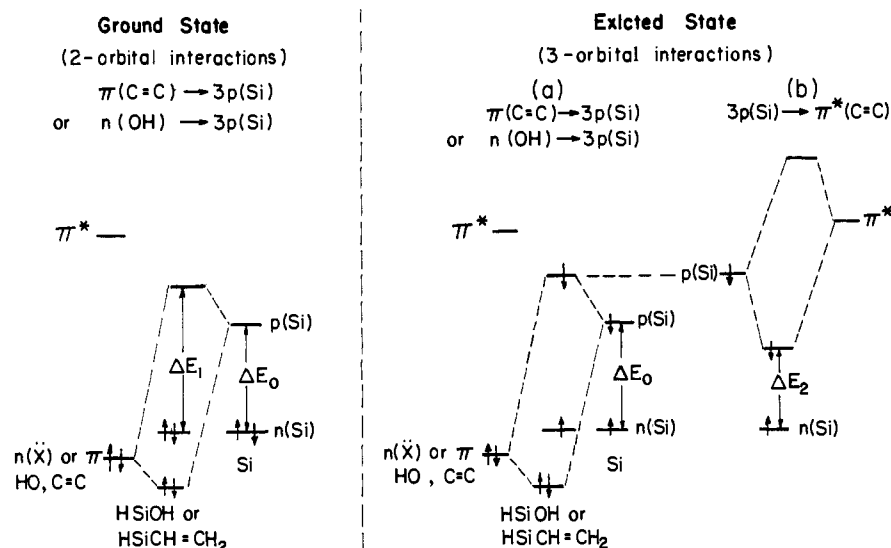 Ground State
(2-orbital interactions)
π(C=C)→3p(Si)
or n(OH)→3p(Si)
π*
p(Si)
ΔE₁
ΔE₀
n(Si)
n(Ẍ) or π
HO, C=C
Si
HSiOH or
HSiCH=CH₂
Exicted State
(3-orbital interactions)
(a)
π(C=C)→3p(Si)
or n(OH)→3p(Si)
(b)
3p(Si)→π*(C=C)
π*
π*
p(Si)
p(Si)
ΔE₀
ΔE₂
n(Si)
n(Si)
n(Ẍ) or π
HO, C=C
Si
HSiOH or
HSiCH=CH₂